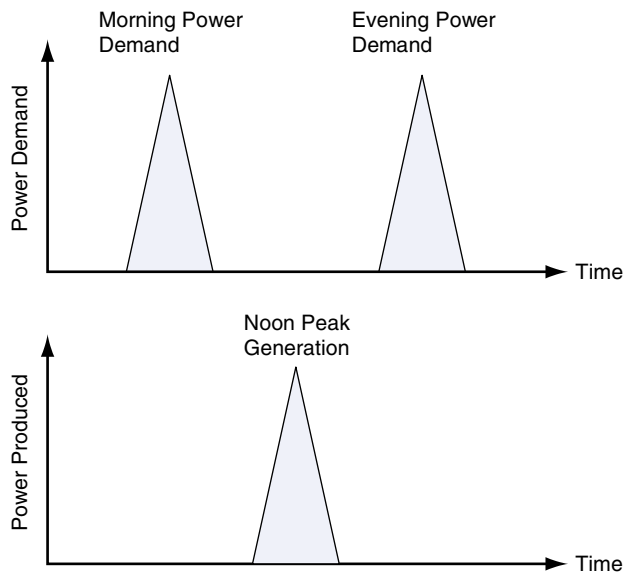 Morning Power
Demand
Evening Power
Demand
Power Demand
Time
Noon Peak
Generation
Power Produced
Time